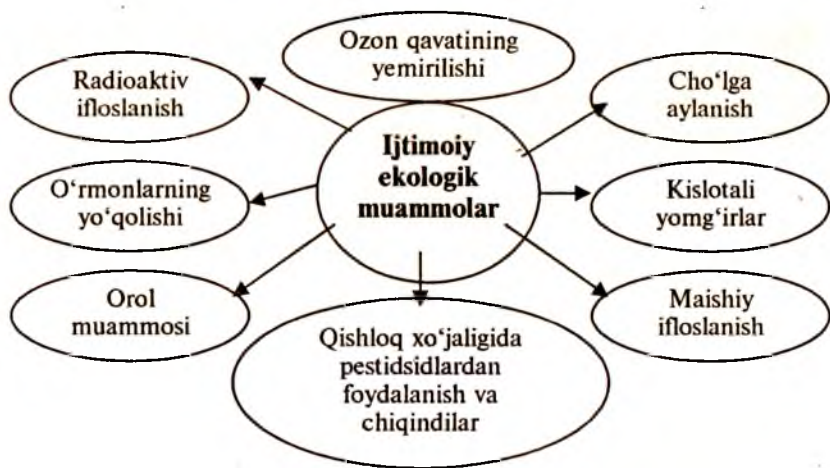 Ozon qavatining
yemirilishi
Radioaktiv
ifloslanish
Cho‘lga
aylanish
Ijtimoiy
ekologik
muammolar
O‘rmonlarning
yo‘qolishi
Kislotali
yomg‘irlar
Orol
muammosi
Maishiy
ifloslanish
Qishloq xo‘jaligida
pestidsidlardan
foydalanish va
chiqindilar